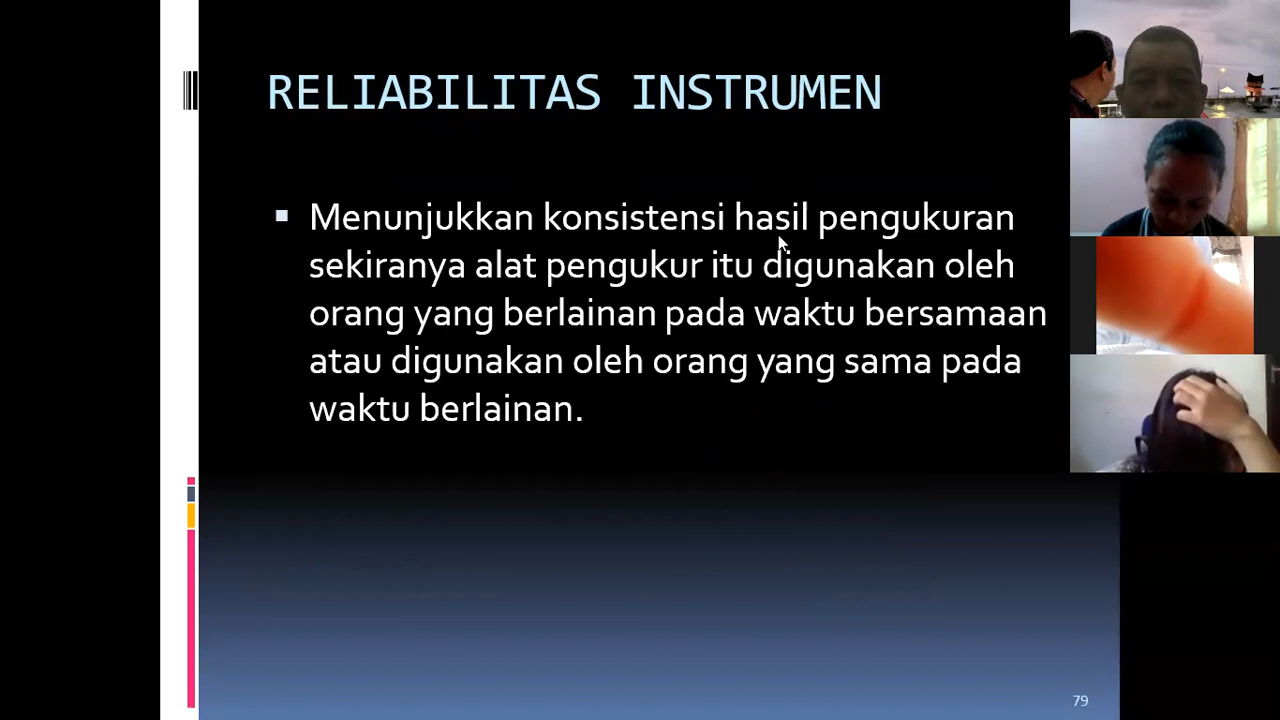 RELIABILITAS INSTRUMEN
▪ Menunjukkan konsistensi hasil pengukuran
sekiranya alat pengukur itu digunakan oleh
orang yang berlainan pada waktu bersamaan
atau digunakan oleh orang yang sama pada
waktu berlainan.
79